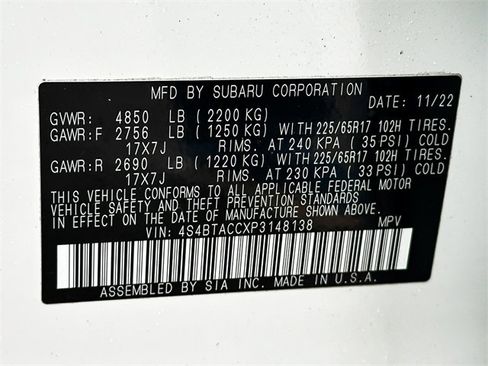 MFD BY SUBARU CORPORATION
DATE: 11/22
GVWR: 4850 LB ( 2200 KG)
GAWR:F 2756 LB ( 1250 KG) WITH 225/65R17 102H TIRES.
17X7J RIMS. AT 240 KPA ( 35 PSI) COLD
GAWR:R 2690 LB ( 1220 KG) WITH 225/65R17 102H TIRES.
17X7J RIMS. AT 230 KPA ( 33 PSI) COLD
THIS VEHICLE CONFORMS TO ALL APPLICABLE FEDERAL MOTOR
VEHICLE SAFETY AND THEFT PREVENTION STANDARDS
IN EFFECT ON THE DATE OF MANUFACTURE SHOWN ABOVE.
VIN: 4S4BTACCXP3148138 MPV
ASSEMBLED BY SIA INC. MADE IN U.S.A.